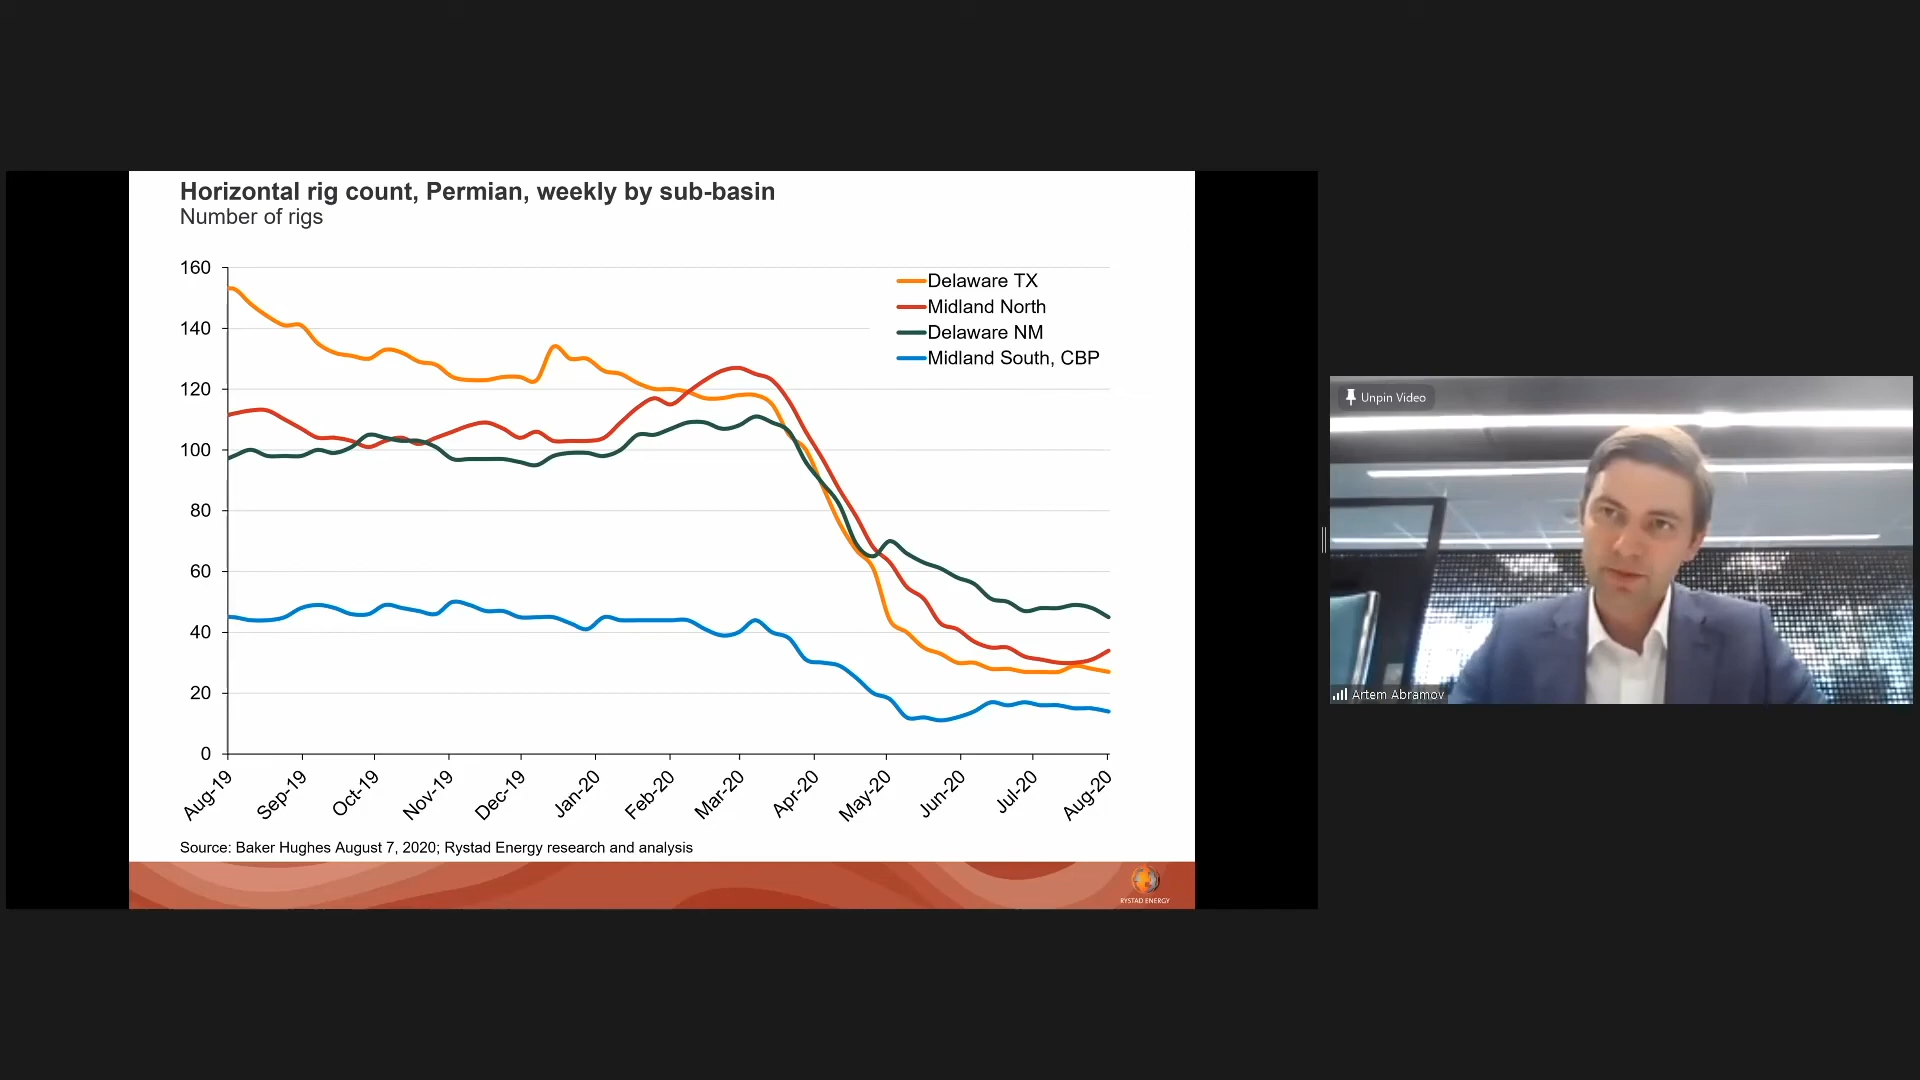 Horizontal rig count, Permian, weekly by sub-basin
Number of rigs
160
140
120
100
80
60
40
20
0
Delaware TX
Midland North
Delaware NM
Midland South, CBP
Aug-19
Sep-19
Oct-19
Nov-19
Dec-19
Jan-20
Feb-20
Mar-20
Apr-20
May-20
Jun-20
Jul-20
Aug-20
Source: Baker Hughes August 7, 2020; Rystad Energy research and analysis
RYSTAD ENERGY
Unpin Video
Artem Abramov